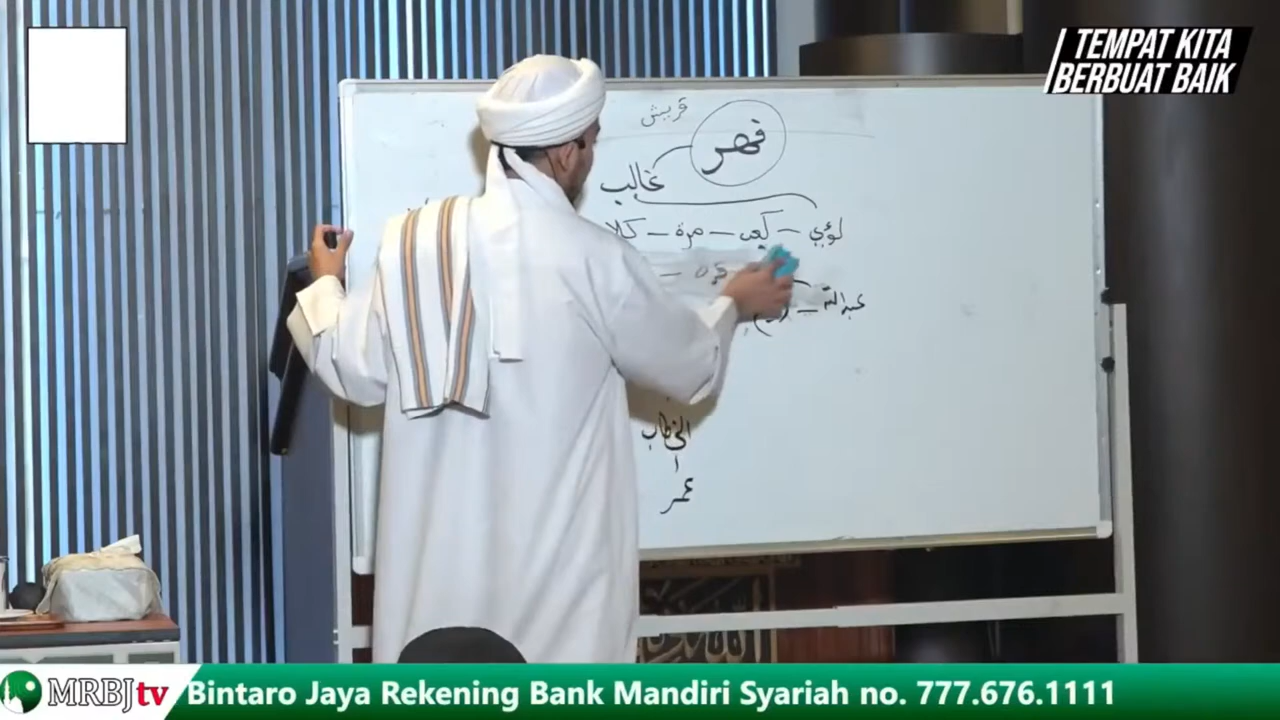 TEMPAT KITA
BERBUAT BAIK
قريش
فهر
غالب
لؤي - كعب - مرة - كلا
عبدالله
الخطاب
عمر
MRBJtv Bintaro Jaya Rekening Bank Mandiri Syariah no. 777.676.1111